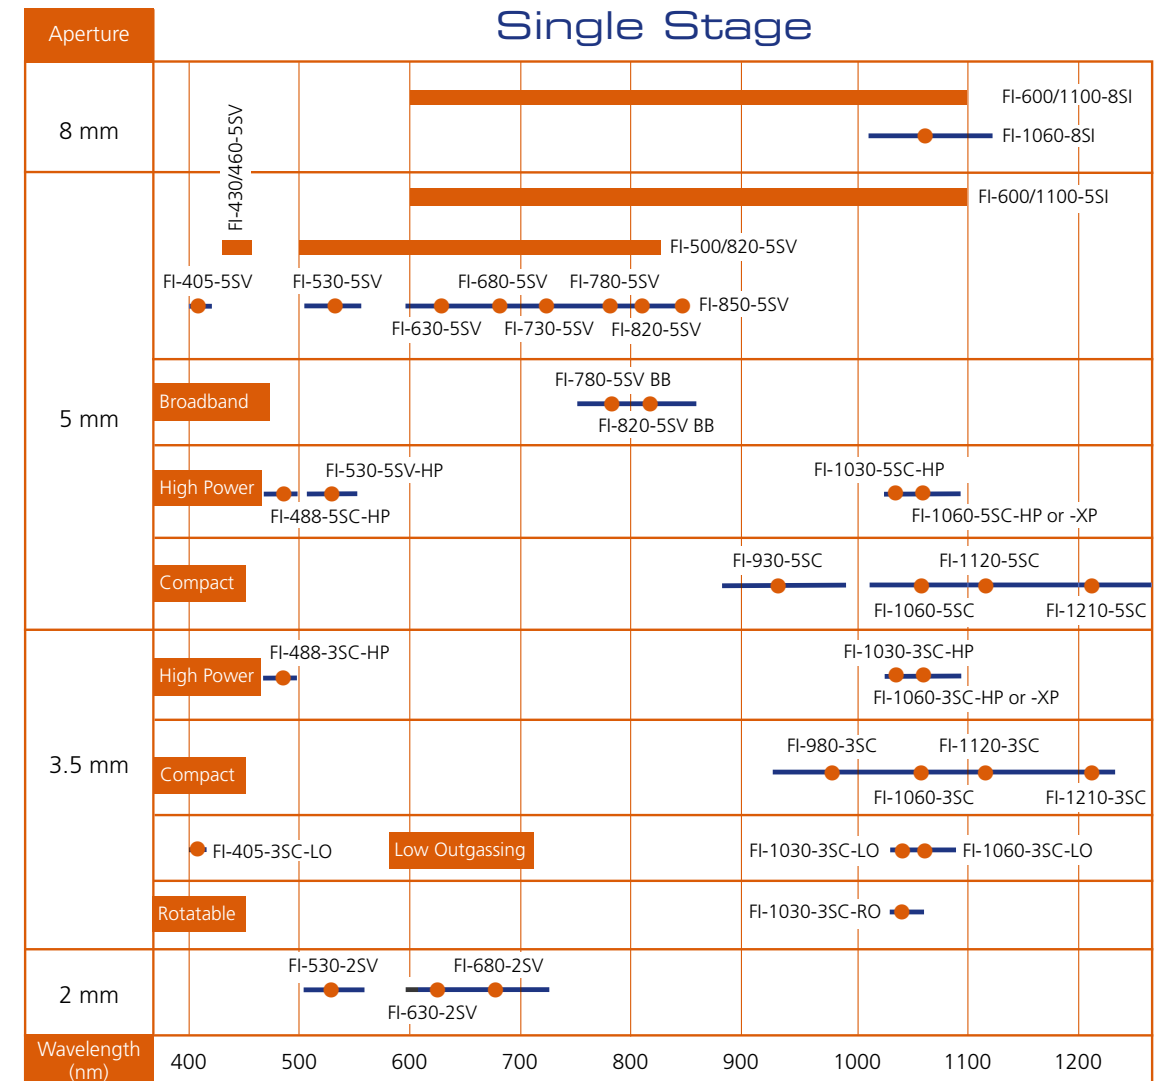 Single Stage
Aperture
8 mm
FI-600/1100-8SI
FI-1060-8SI
FI-430/460-5SV
5 mm
FI-600/1100-5SI
FI-500/820-5SV
FI-405-5SV
FI-530-5SV
FI-680-5SV
FI-780-5SV
FI-850-5SV
FI-630-5SV
FI-730-5SV
FI-820-5SV
Broadband
FI-780-5SV BB
FI-820-5SV BB
High Power
FI-530-5SV-HP
FI-488-5SC-HP
FI-1030-5SC-HP
FI-1060-5SC-HP or -XP
Compact
FI-930-5SC
FI-1120-5SC
FI-1060-5SC
FI-1210-5SC
3.5 mm
High Power
FI-488-3SC-HP
FI-1030-3SC-HP
FI-1060-3SC-HP or -XP
Compact
FI-980-3SC
FI-1120-3SC
FI-1060-3SC
FI-1210-3SC
FI-405-3SC-LO
Low Outgassing
FI-1030-3SC-LO
FI-1060-3SC-LO
Rotatable
FI-1030-3SC-RO
2 mm
FI-530-2SV
FI-680-2SV
FI-630-2SV
Wavelength
(nm)
400
500
600
700
800
900
1000
1100
1200